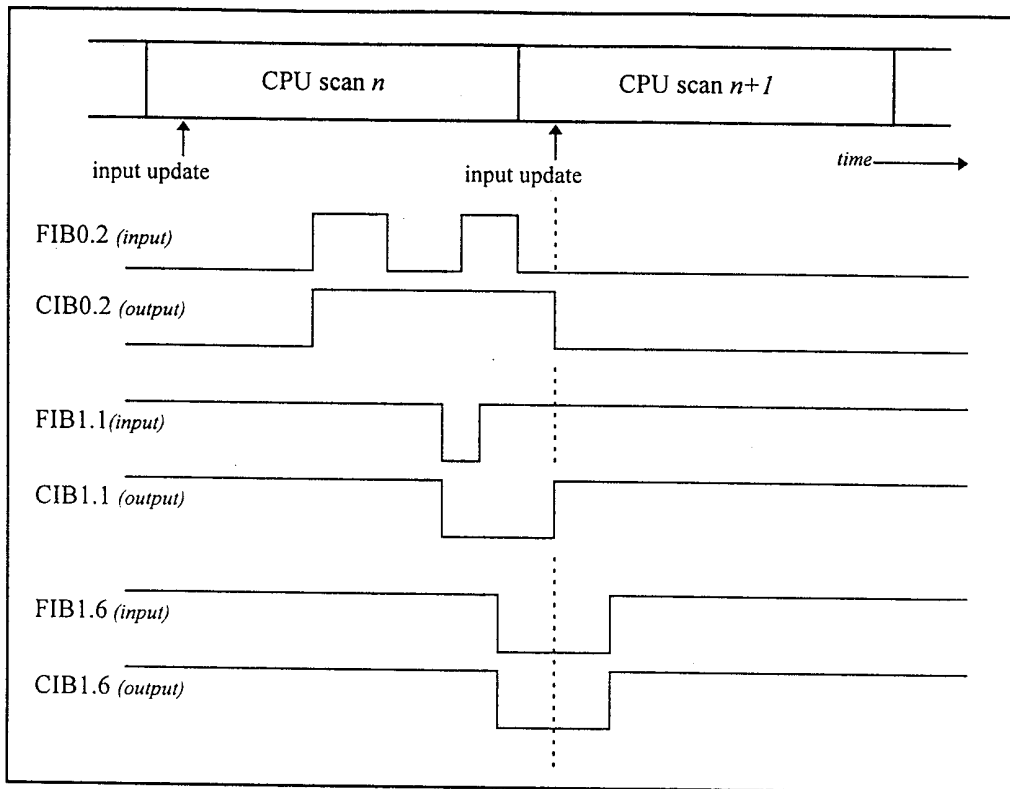 CPU scan n
CPU scan n+1
input update
input update
time
FIB0.2 (input)
CIB0.2 (output)
FIB1.1(input)
CIB1.1 (output)
FIB1.6 (input)
CIB1.6 (output)